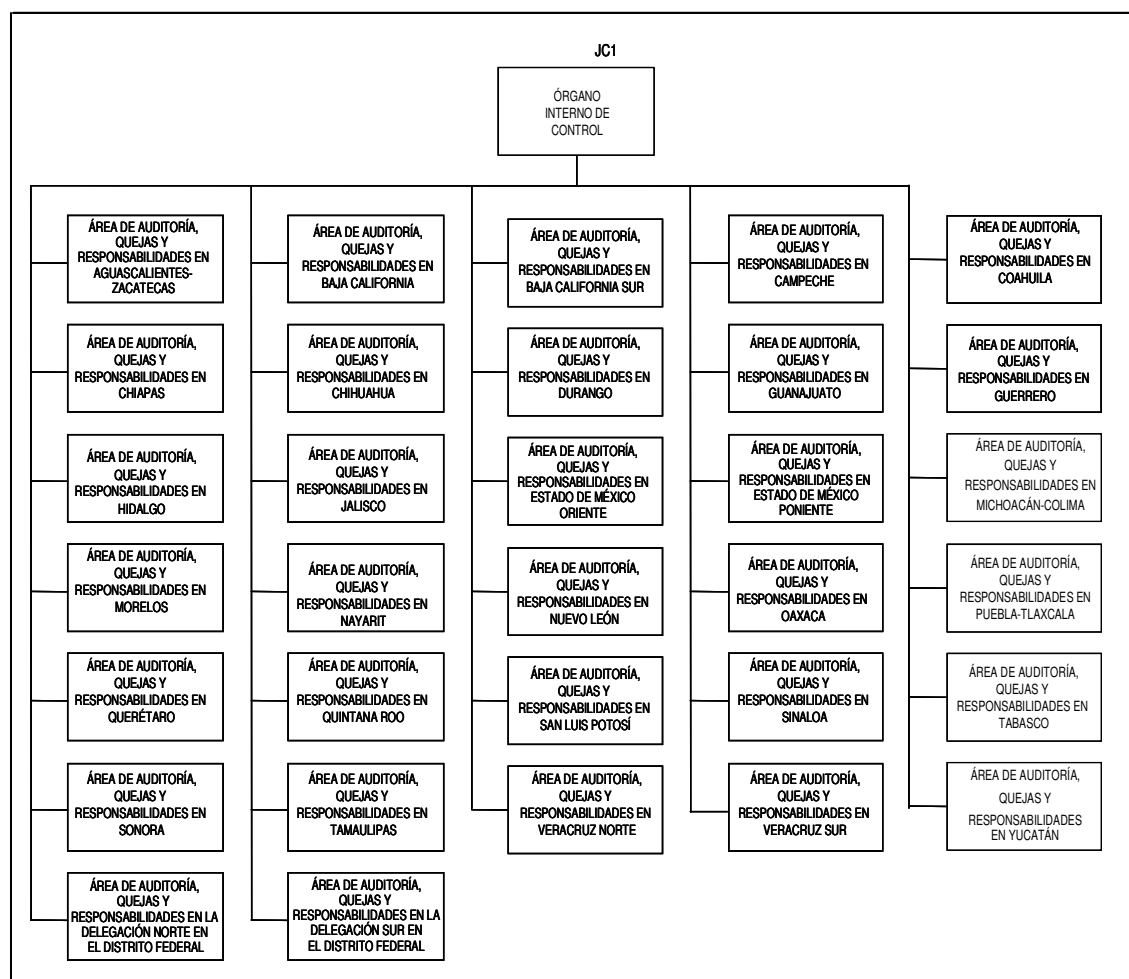 JC1
ÓRGANO
INTERNO DE
CONTROL
ÁREA DE AUDITORÍA,
QUEJAS Y
RESPONSABILIDADES EN
AGUASCALIENTES-
ZACATECAS
ÁREA DE AUDITORÍA,
QUEJAS Y
RESPONSABILIDADES EN
BAJA CALIFORNIA
ÁREA DE AUDITORÍA,
QUEJAS Y
RESPONSABILIDADES EN
BAJA CALIFORNIA SUR
ÁREA DE AUDITORÍA,
QUEJAS Y
RESPONSABILIDADES EN
CAMPECHE
ÁREA DE AUDITORÍA,
QUEJAS Y
RESPONSABILIDADES EN
COAHUILA
ÁREA DE AUDITORÍA,
QUEJAS Y
RESPONSABILIDADES EN
CHIAPAS
ÁREA DE AUDITORÍA,
QUEJAS Y
RESPONSABILIDADES EN
CHIHUAHUA
ÁREA DE AUDITORÍA,
QUEJAS Y
RESPONSABILIDADES EN
DURANGO
ÁREA DE AUDITORÍA,
QUEJAS Y
RESPONSABILIDADES EN
GUANAJUATO
ÁREA DE AUDITORÍA,
QUEJAS Y
RESPONSABILIDADES EN
GUERRERO
ÁREA DE AUDITORÍA,
QUEJAS Y
RESPONSABILIDADES EN
HIDALGO
ÁREA DE AUDITORÍA,
QUEJAS Y
RESPONSABILIDADES EN
JALISCO
ÁREA DE AUDITORÍA,
QUEJAS Y
RESPONSABILIDADES EN
ESTADO DE MÉXICO
ORIENTE
ÁREA DE AUDITORÍA,
QUEJAS Y
RESPONSABILIDADES EN
ESTADO DE MÉXICO
PONIENTE
ÁREA DE AUDITORÍA,
QUEJAS Y
RESPONSABILIDADES EN
MICHOACÁN-COLIMA
ÁREA DE AUDITORÍA,
QUEJAS Y
RESPONSABILIDADES EN
MORELOS
ÁREA DE AUDITORÍA,
QUEJAS Y
RESPONSABILIDADES EN
NAYARIT
ÁREA DE AUDITORÍA,
QUEJAS Y
RESPONSABILIDADES EN
NUEVO LEÓN
ÁREA DE AUDITORÍA,
QUEJAS Y
RESPONSABILIDADES EN
OAXACA
ÁREA DE AUDITORÍA,
QUEJAS Y
RESPONSABILIDADES EN
PUEBLA-TLAXCALA
ÁREA DE AUDITORÍA,
QUEJAS Y
RESPONSABILIDADES EN
QUERÉTARO
ÁREA DE AUDITORÍA,
QUEJAS Y
RESPONSABILIDADES EN
QUINTANA ROO
ÁREA DE AUDITORÍA,
QUEJAS Y
RESPONSABILIDADES EN
SAN LUIS POTOSÍ
ÁREA DE AUDITORÍA,
QUEJAS Y
RESPONSABILIDADES EN
SINALOA
ÁREA DE AUDITORÍA,
QUEJAS Y
RESPONSABILIDADES EN
TABASCO
ÁREA DE AUDITORÍA,
QUEJAS Y
RESPONSABILIDADES EN
SONORA
ÁREA DE AUDITORÍA,
QUEJAS Y
RESPONSABILIDADES EN
TAMAULIPAS
ÁREA DE AUDITORÍA,
QUEJAS Y
RESPONSABILIDADES EN
VERACRUZ NORTE
ÁREA DE AUDITORÍA,
QUEJAS Y
RESPONSABILIDADES EN
VERACRUZ SUR
ÁREA DE AUDITORÍA,
QUEJAS Y
RESPONSABILIDADES
EN YUCATÁN
ÁREA DE AUDITORÍA,
QUEJAS Y
RESPONSABILIDADES EN LA
DELEGACIÓN NORTE EN
EL DISTRITO FEDERAL
ÁREA DE AUDITORÍA,
QUEJAS Y
RESPONSABILIDADES EN LA
DELEGACIÓN SUR EN
EL DISTRITO FEDERAL